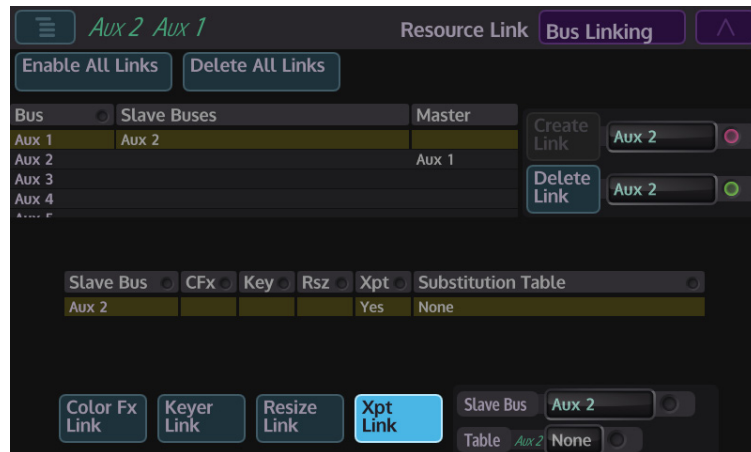 Aux 2 Aux 1 Resource Link Bus Linking
Enable All Links Delete All Links
Bus Slave Buses Master
Aux 1 Aux 2
Aux 2 Aux 1
Aux 3
Aux 4
Create Link Aux 2
Delete Link Aux 2
Slave Bus CFx Key Rsz Xpt Substitution Table
Aux 2 Yes None
Color Fx Link Keyer Link Resize Link Xpt Link
Slave Bus Aux 2
Table Aux 2 None